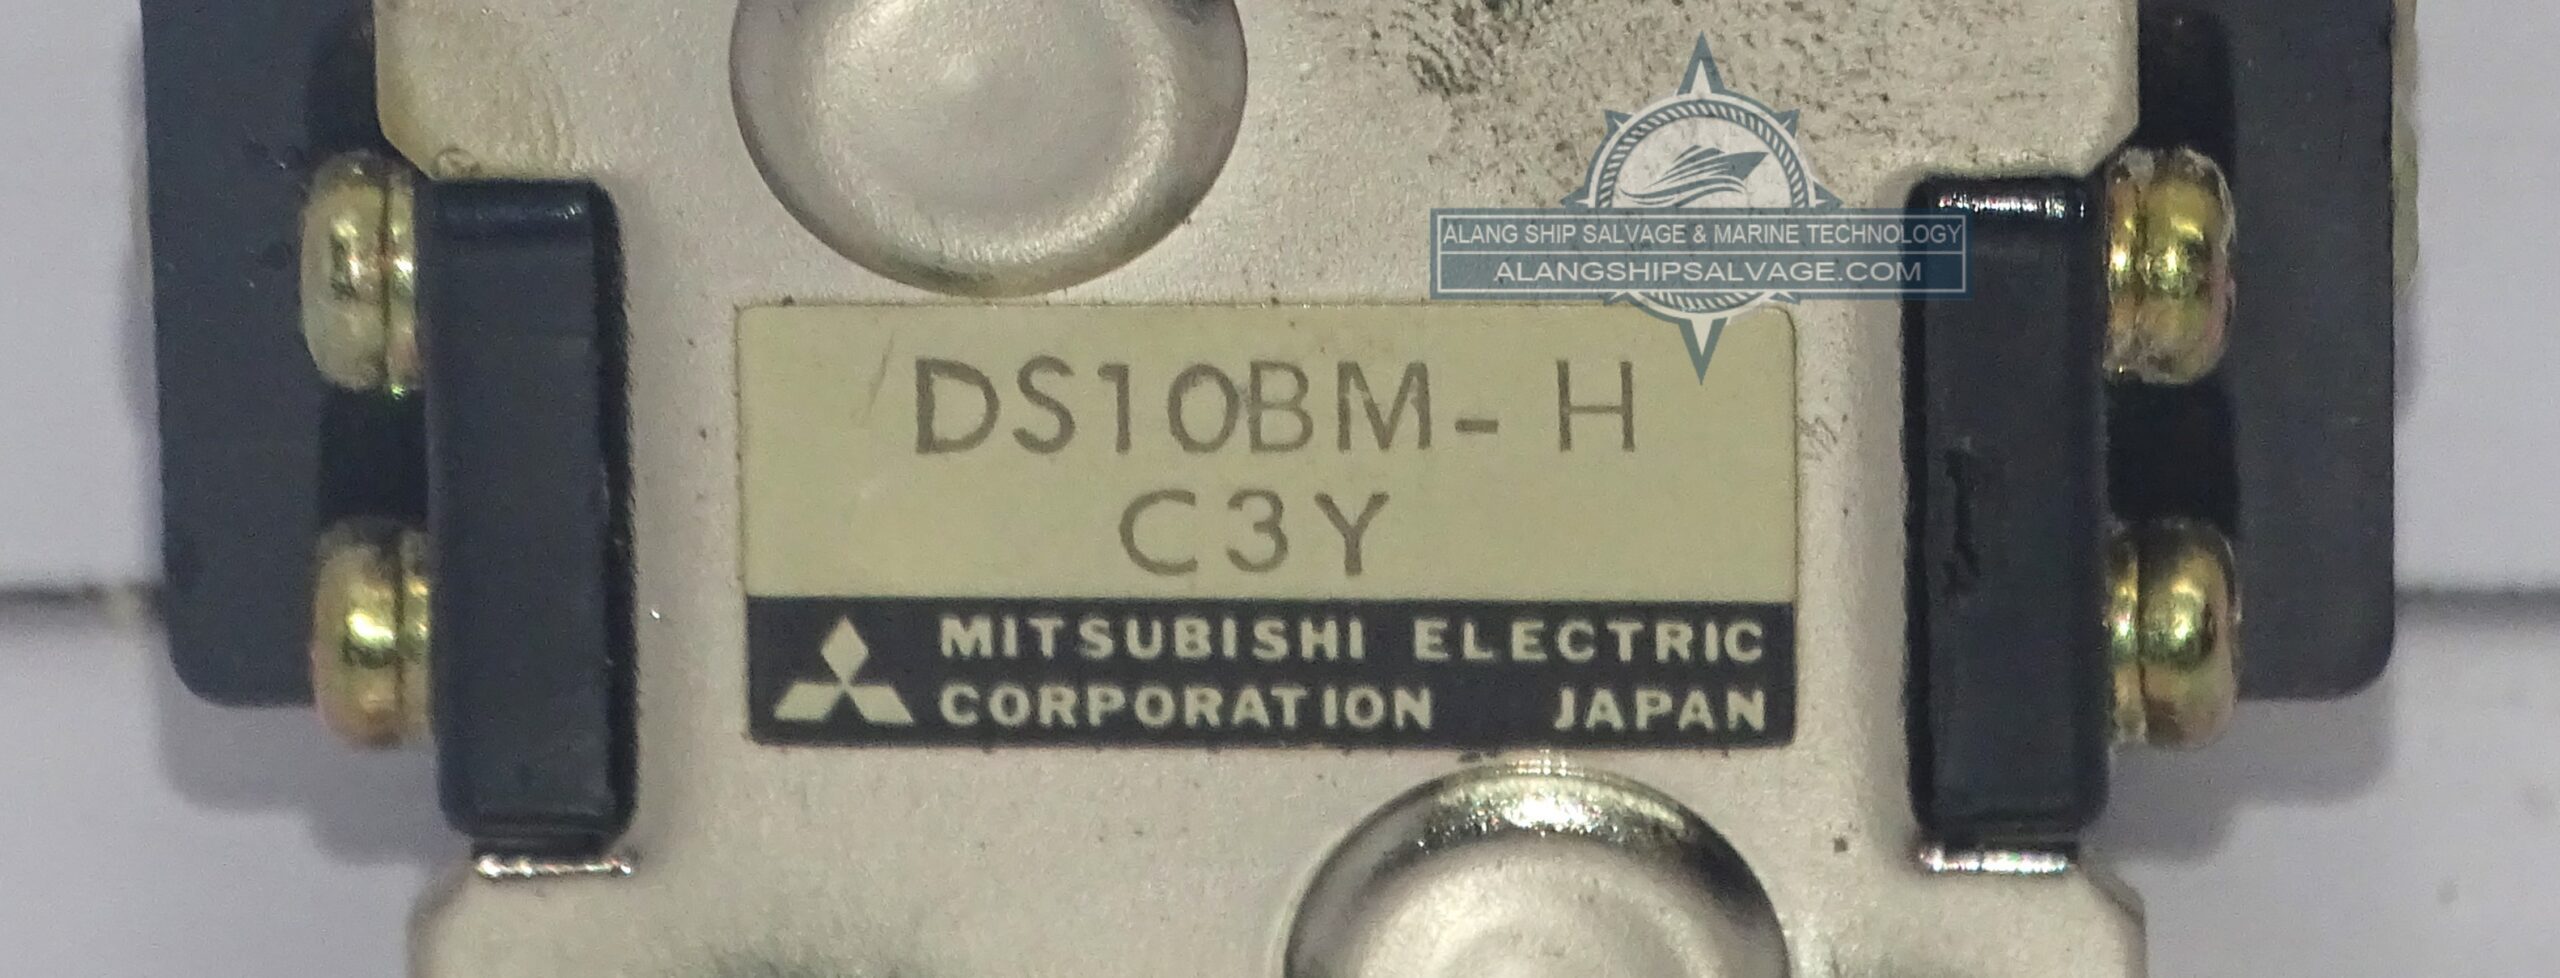 ALANG SHIP SALVAGE & MARINE TECHNOLOGY
ALANGSHIPSALVAGE.COM
DS10BM-H
C3Y
MITSUBISHI ELECTRIC
CORPORATION JAPAN